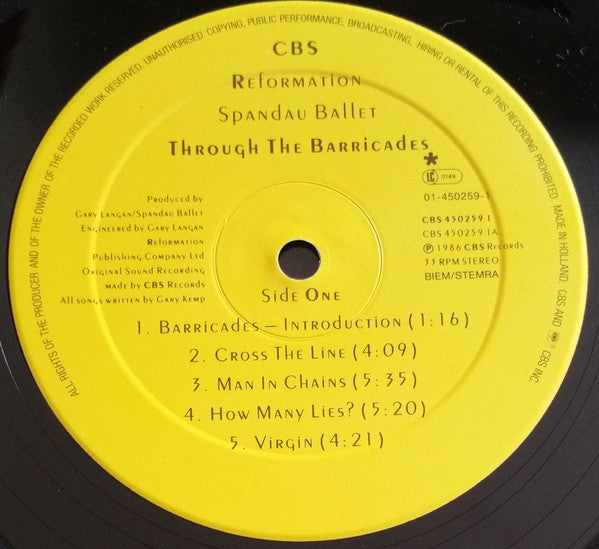 ALL RIGHTS OF THE PRODUCER AND OF THE OWNER OF THE RECORDED WORK RESERVED. UNAUTHORISED COPYING, PUBLIC PERFORMANCE, BROADCASTING, HIRING OR RENTAL OF THIS RECORDING PROHIBITED. MADE IN HOLLAND. CBS AND ® CBS INC.
CBS
Reformation
Spandau Ballet
Through The Barricades
*
LC 0149
Produced by
Gary Langan/Spandau Ballet
Engineered by Gary Langan
Reformation
Publishing Company Ltd
Original Sound Recording
made by CBS Records
All songs written by Gary Kemp
01-450259-1
CBS 450259 1
CBS 450259 1A
℗ 1986 CBS Records
33 RPM STEREO
BIEM/STEMRA
Side One
1. Barricades – Introduction (1:16)
2. Cross The Line (4:09)
3. Man In Chains (5:35)
4. How Many Lies? (5:20)
5. Virgin (4:21)